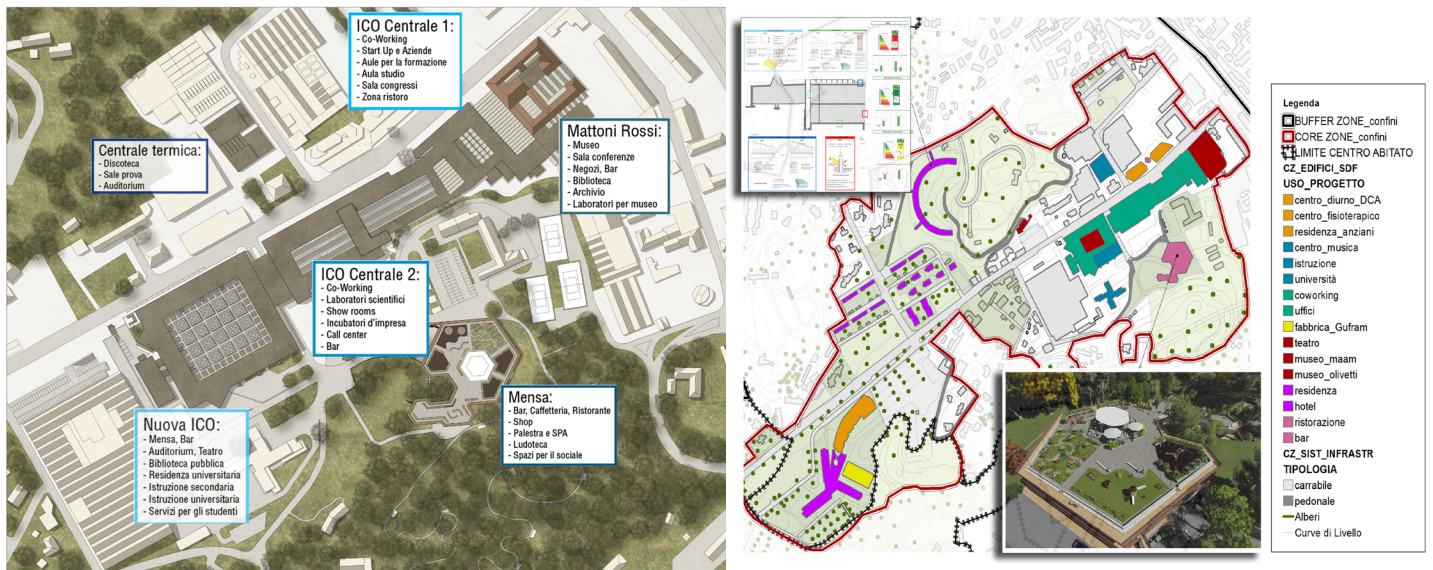 ICO Centrale 1:
- Co-Working
- Start Up e Aziende
- Aule per la formazione
- Aula studio
- Sala congressi
- Zona ristoro
Centrale termica:
- Discoteca
- Sale prova
- Auditorium
Mattoni Rossi:
- Museo
- Sala conferenze
- Negozi, Bar
- Biblioteca
- Archivio
- Laboratori per museo
ICO Centrale 2:
- Co-Working
- Laboratori scientifici
- Show rooms
- Incubatori d'impresa
- Call center
- Bar
Mensa:
- Bar, Caffetteria, Ristorante
- Shop
- Palestra e SPA
- Ludoteca
- Spazi per il sociale
Nuova ICO:
- Mensa, Bar
- Auditorium, Teatro
- Biblioteca pubblica
- Residenza universitaria
- Istruzione secondaria
- Istruzione universitaria
- Servizi per gli studenti
Legenda
BUFFER ZONE_confini
CORE ZONE_confini
LIMITE CENTRO ABITATO
CZ_EDIFICI_SDF
USO_PROGETTO
centro_diurno_DCA
centro_fisioterapico
residenza_anziani
centro_musica
istruzione
università
coworking
uffici
fabbrica_Gufram
teatro
museo_maam
museo_olivetti
residenza
hotel
ristorazione
bar
CZ_SIST_INFRASTR
TIPOLOGIA
carrabile
pedonale
Alberi
Curve di Livello